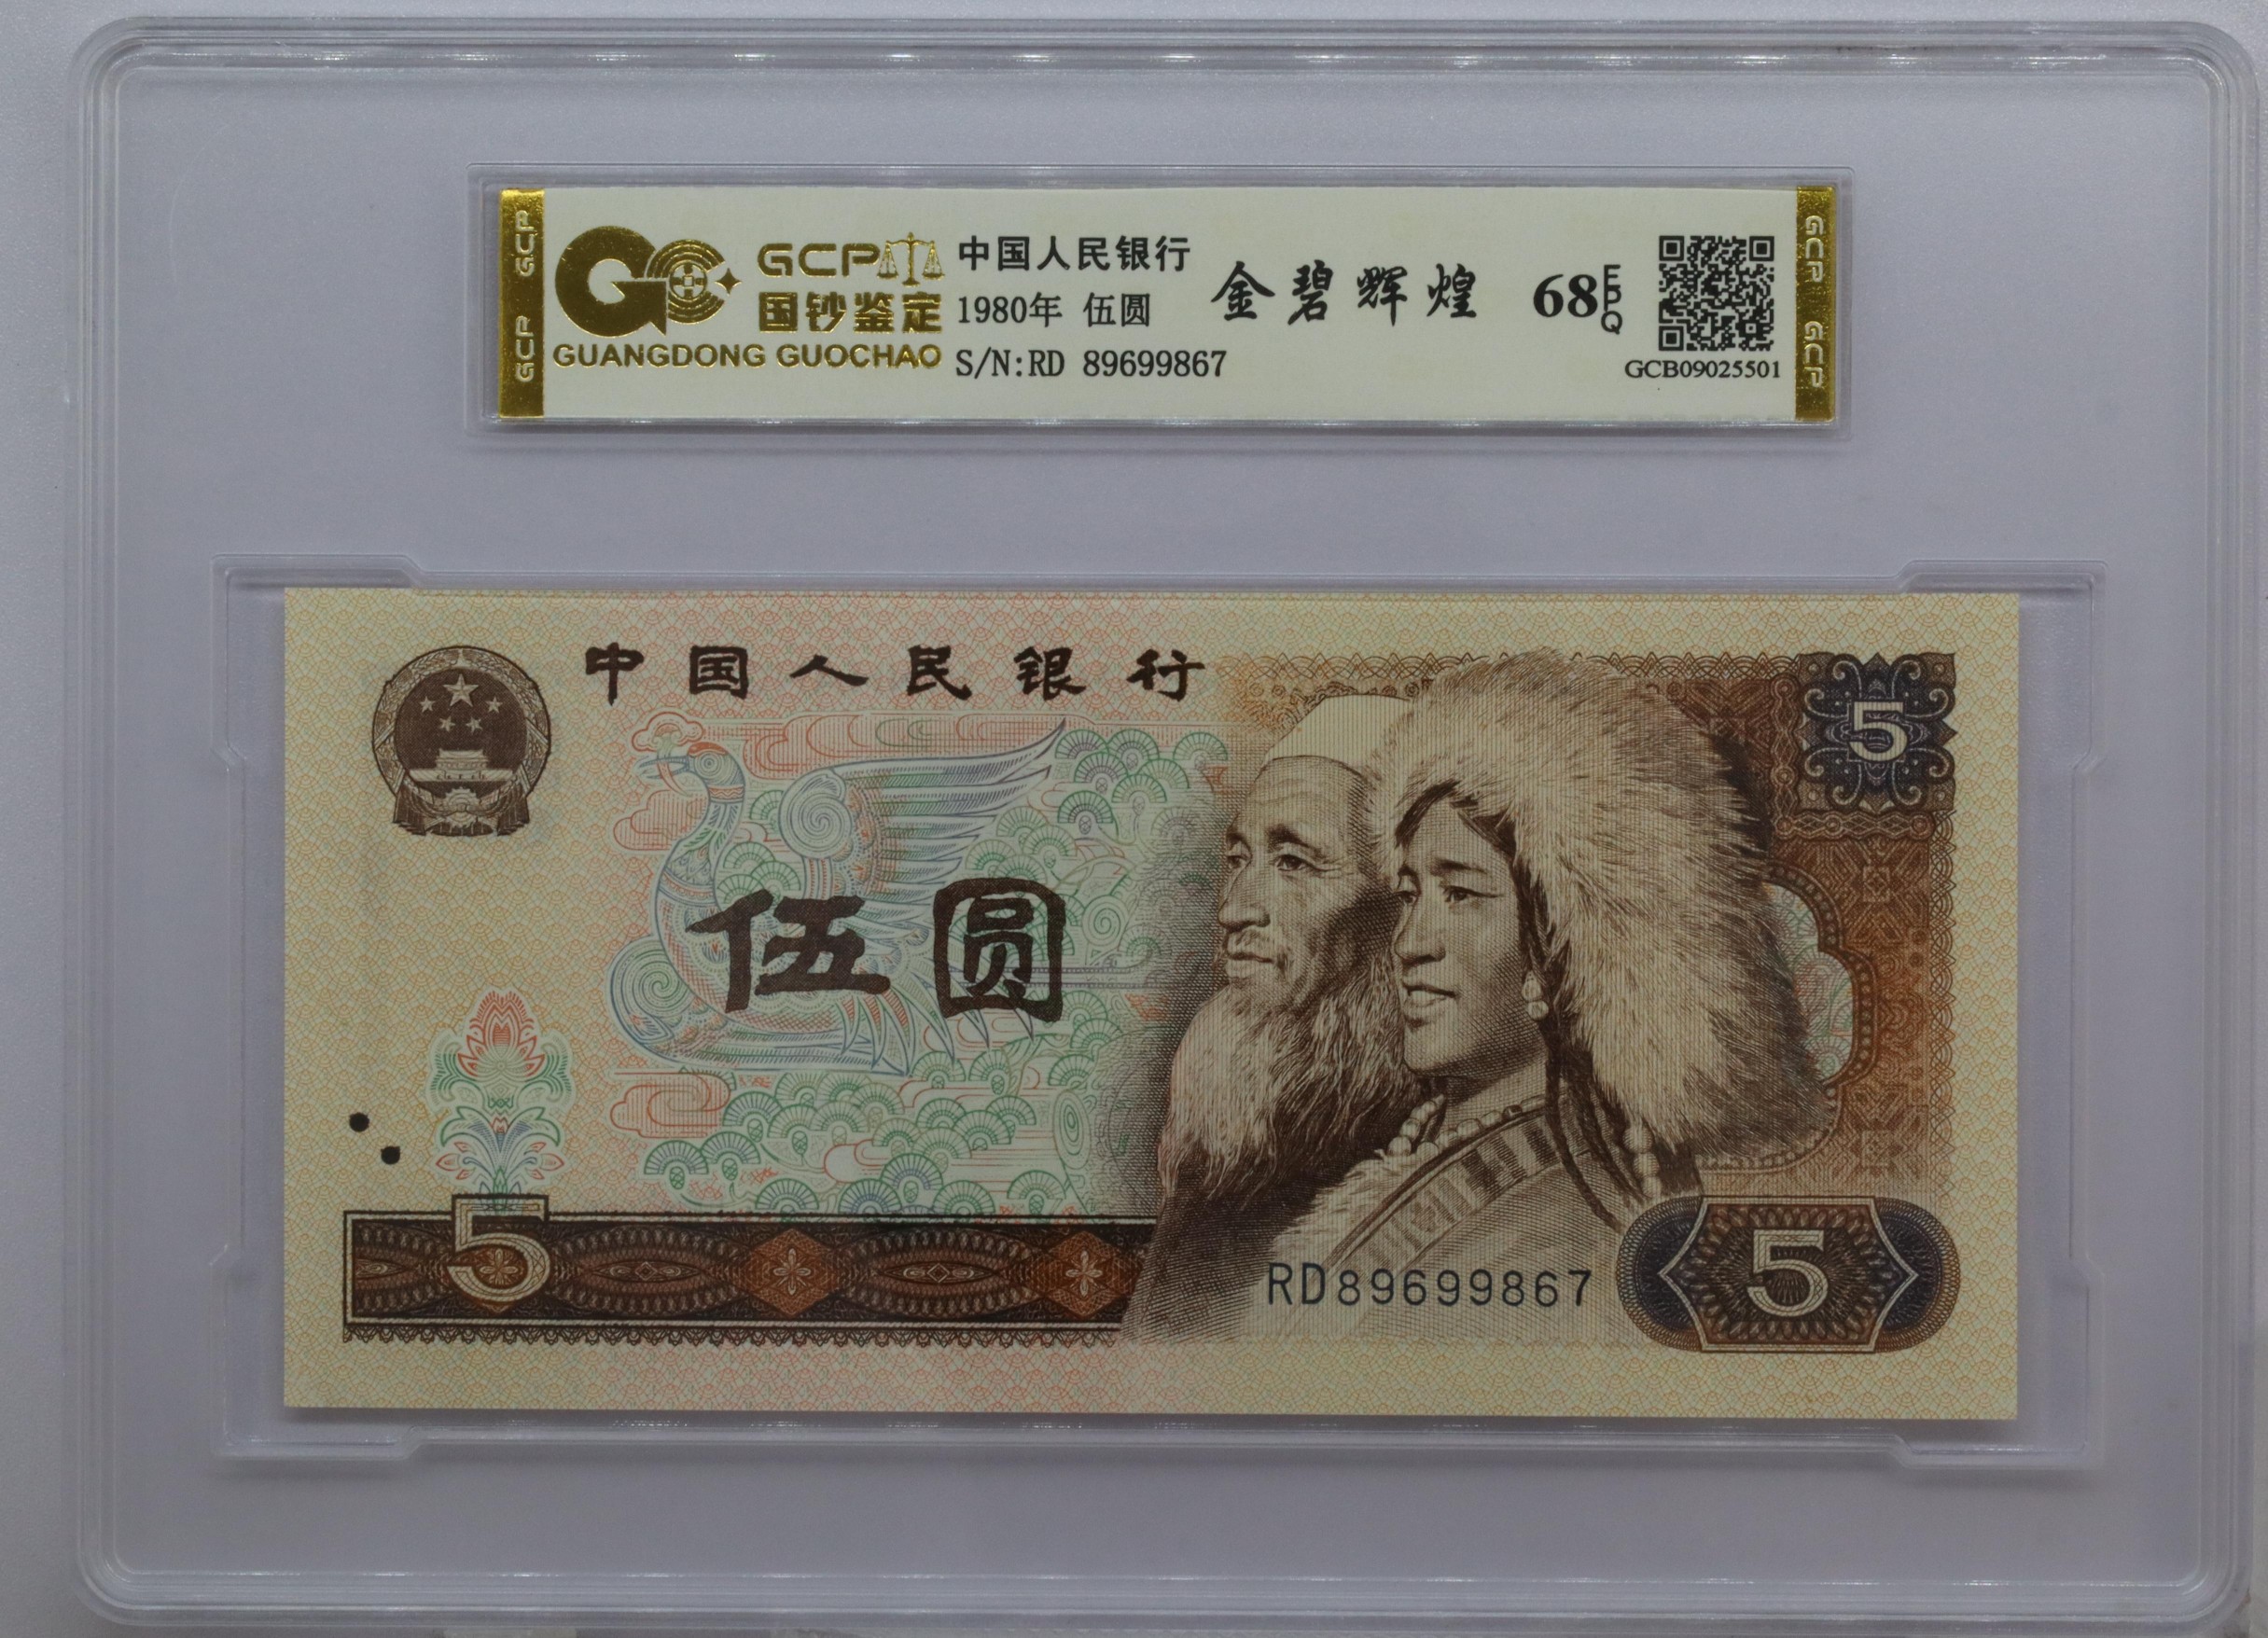 GCP GCP
GCP
国钞鉴定
GUANGDONG GUOCHAO
中国人民银行
1980年 伍圆
S/N:RD 89699867
金碧辉煌
68EPQ
GCB09025501
GCP GCP
中国人民银行
5
伍圆
5
RD89699867
5